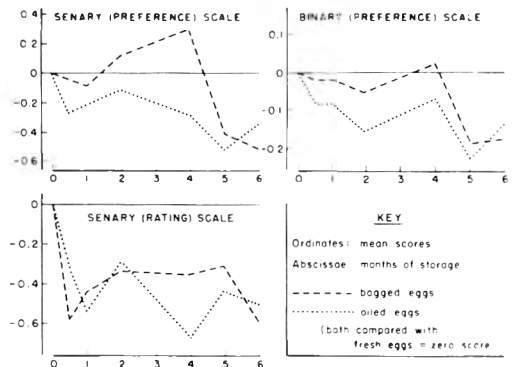 SENARY (PREFERENCE) SCALE
0.4
0.2
0
-0.2
-0.4
-0.6
0 1 2 3 4 5 6
BINARY (PREFERENCE) SCALE
0.1
0
-0.1
-0.2
0 1 2 3 4 5 6
SENARY (RATING) SCALE
0
-0.2
-0.4
-0.6
0 1 2 3 4 5 6
KEY
Ordinates: mean scores
Abscissae months of storage
bagged eggs
oiled eggs
(both compared with
fresh eggs = zero score